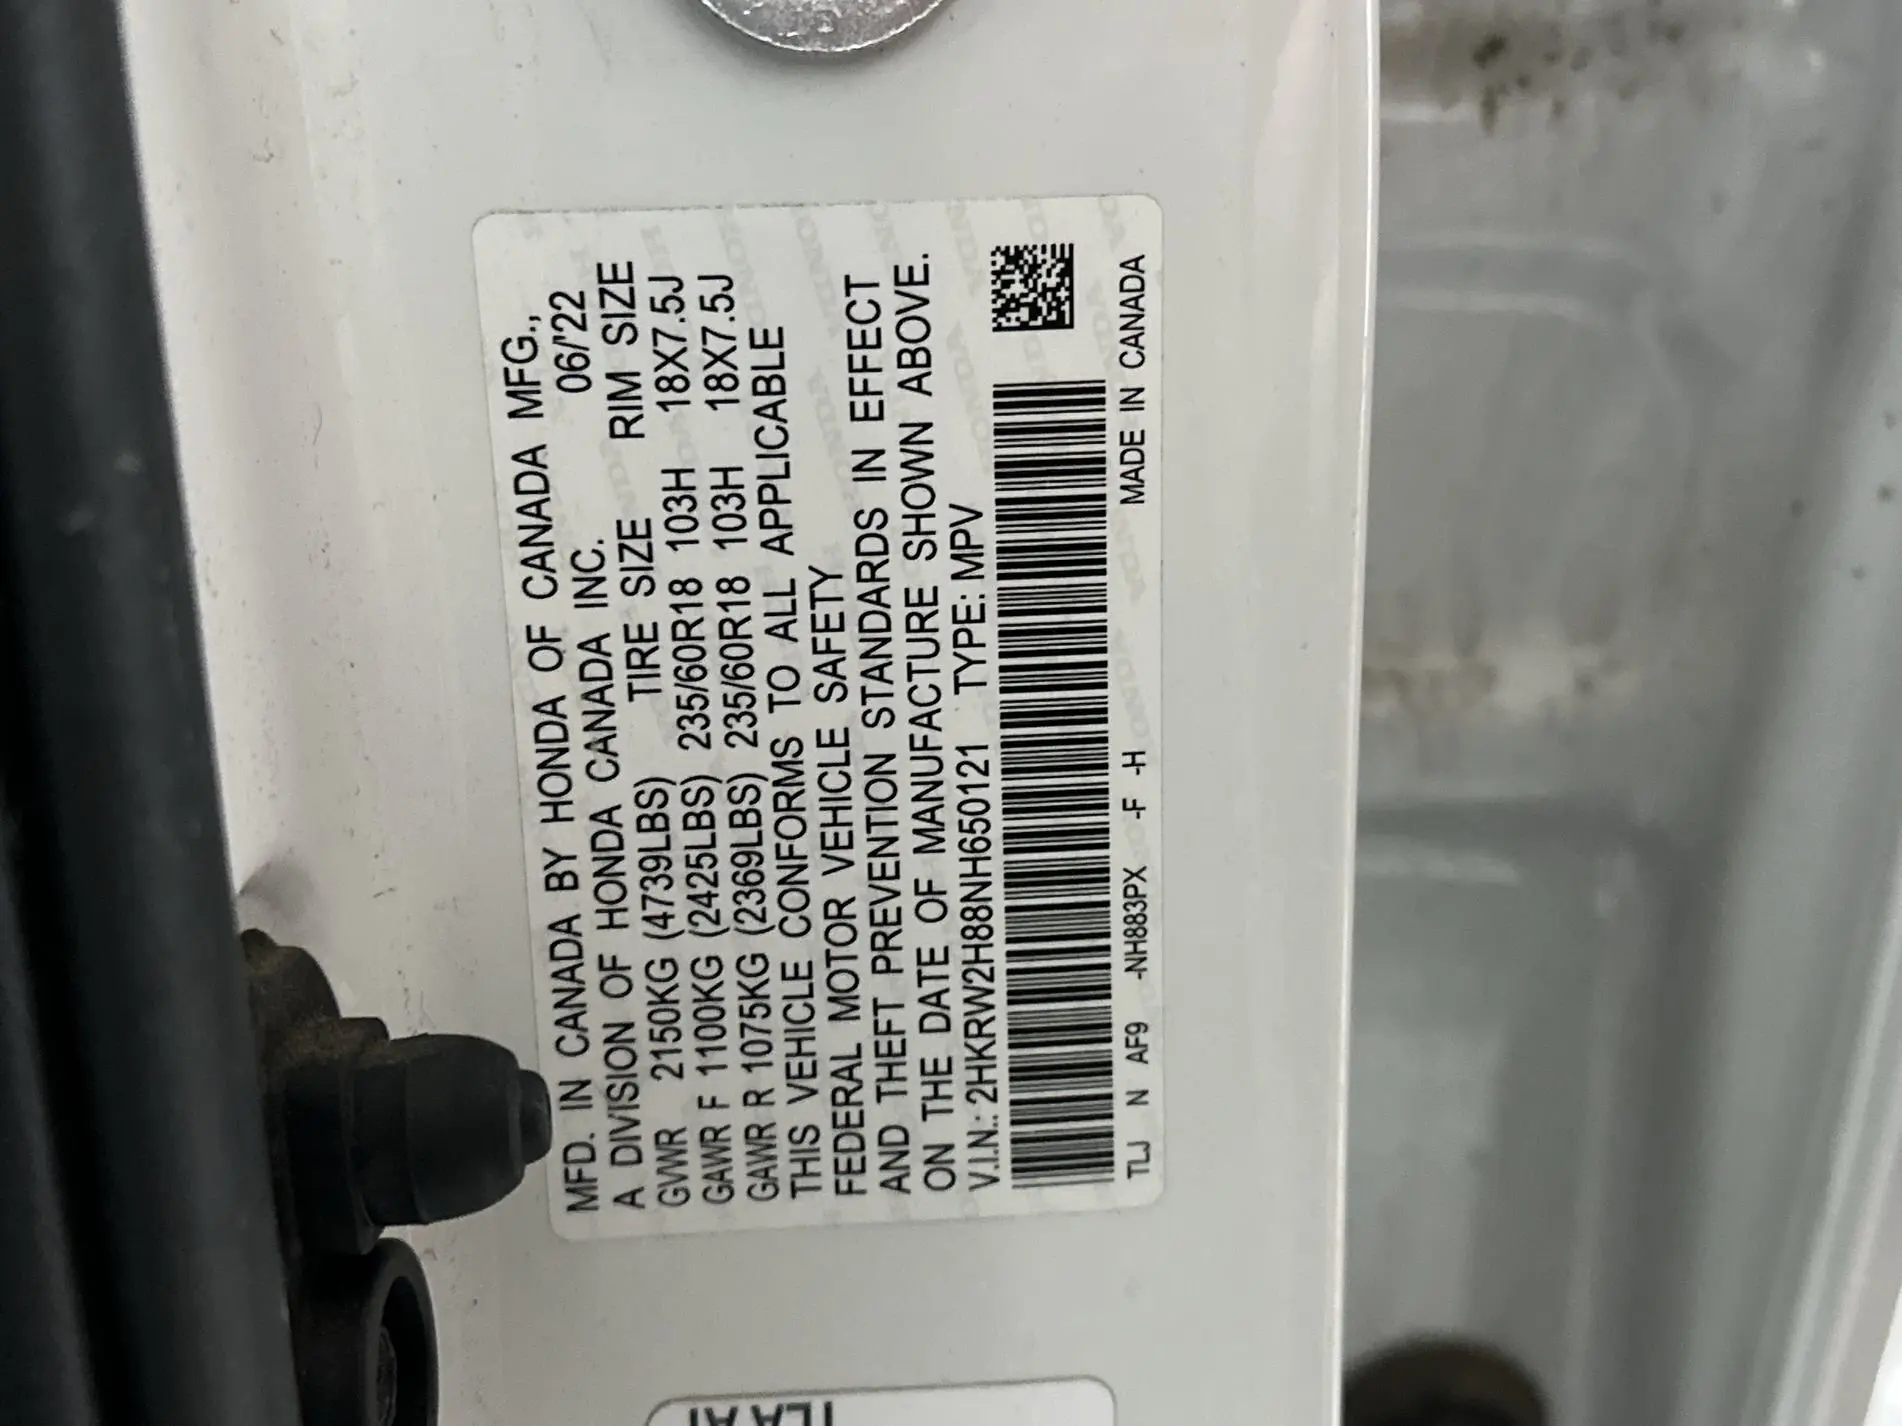 MFD. IN CANADA BY HONDA OF CANADA MFG.,
A DIVISION OF HONDA CANADA INC. 06/'22
GVWR 2150KG (4739LBS) TIRE SIZE RIM SIZE
GAWR F 1100KG (2425LBS) 235/60R18 103H 18X7.5J
GAWR R 1075KG (2369LBS) 235/60R18 103H 18X7.5J
THIS VEHICLE CONFORMS TO ALL APPLICABLE
FEDERAL MOTOR VEHICLE SAFETY
AND THEFT PREVENTION STANDARDS IN EFFECT
ON THE DATE OF MANUFACTURE SHOWN ABOVE.
V.I.N.: 2HKRW2H88NH650121 TYPE: MPV
TLJ N AF9 -NH883PX -F -H MADE IN CANADA